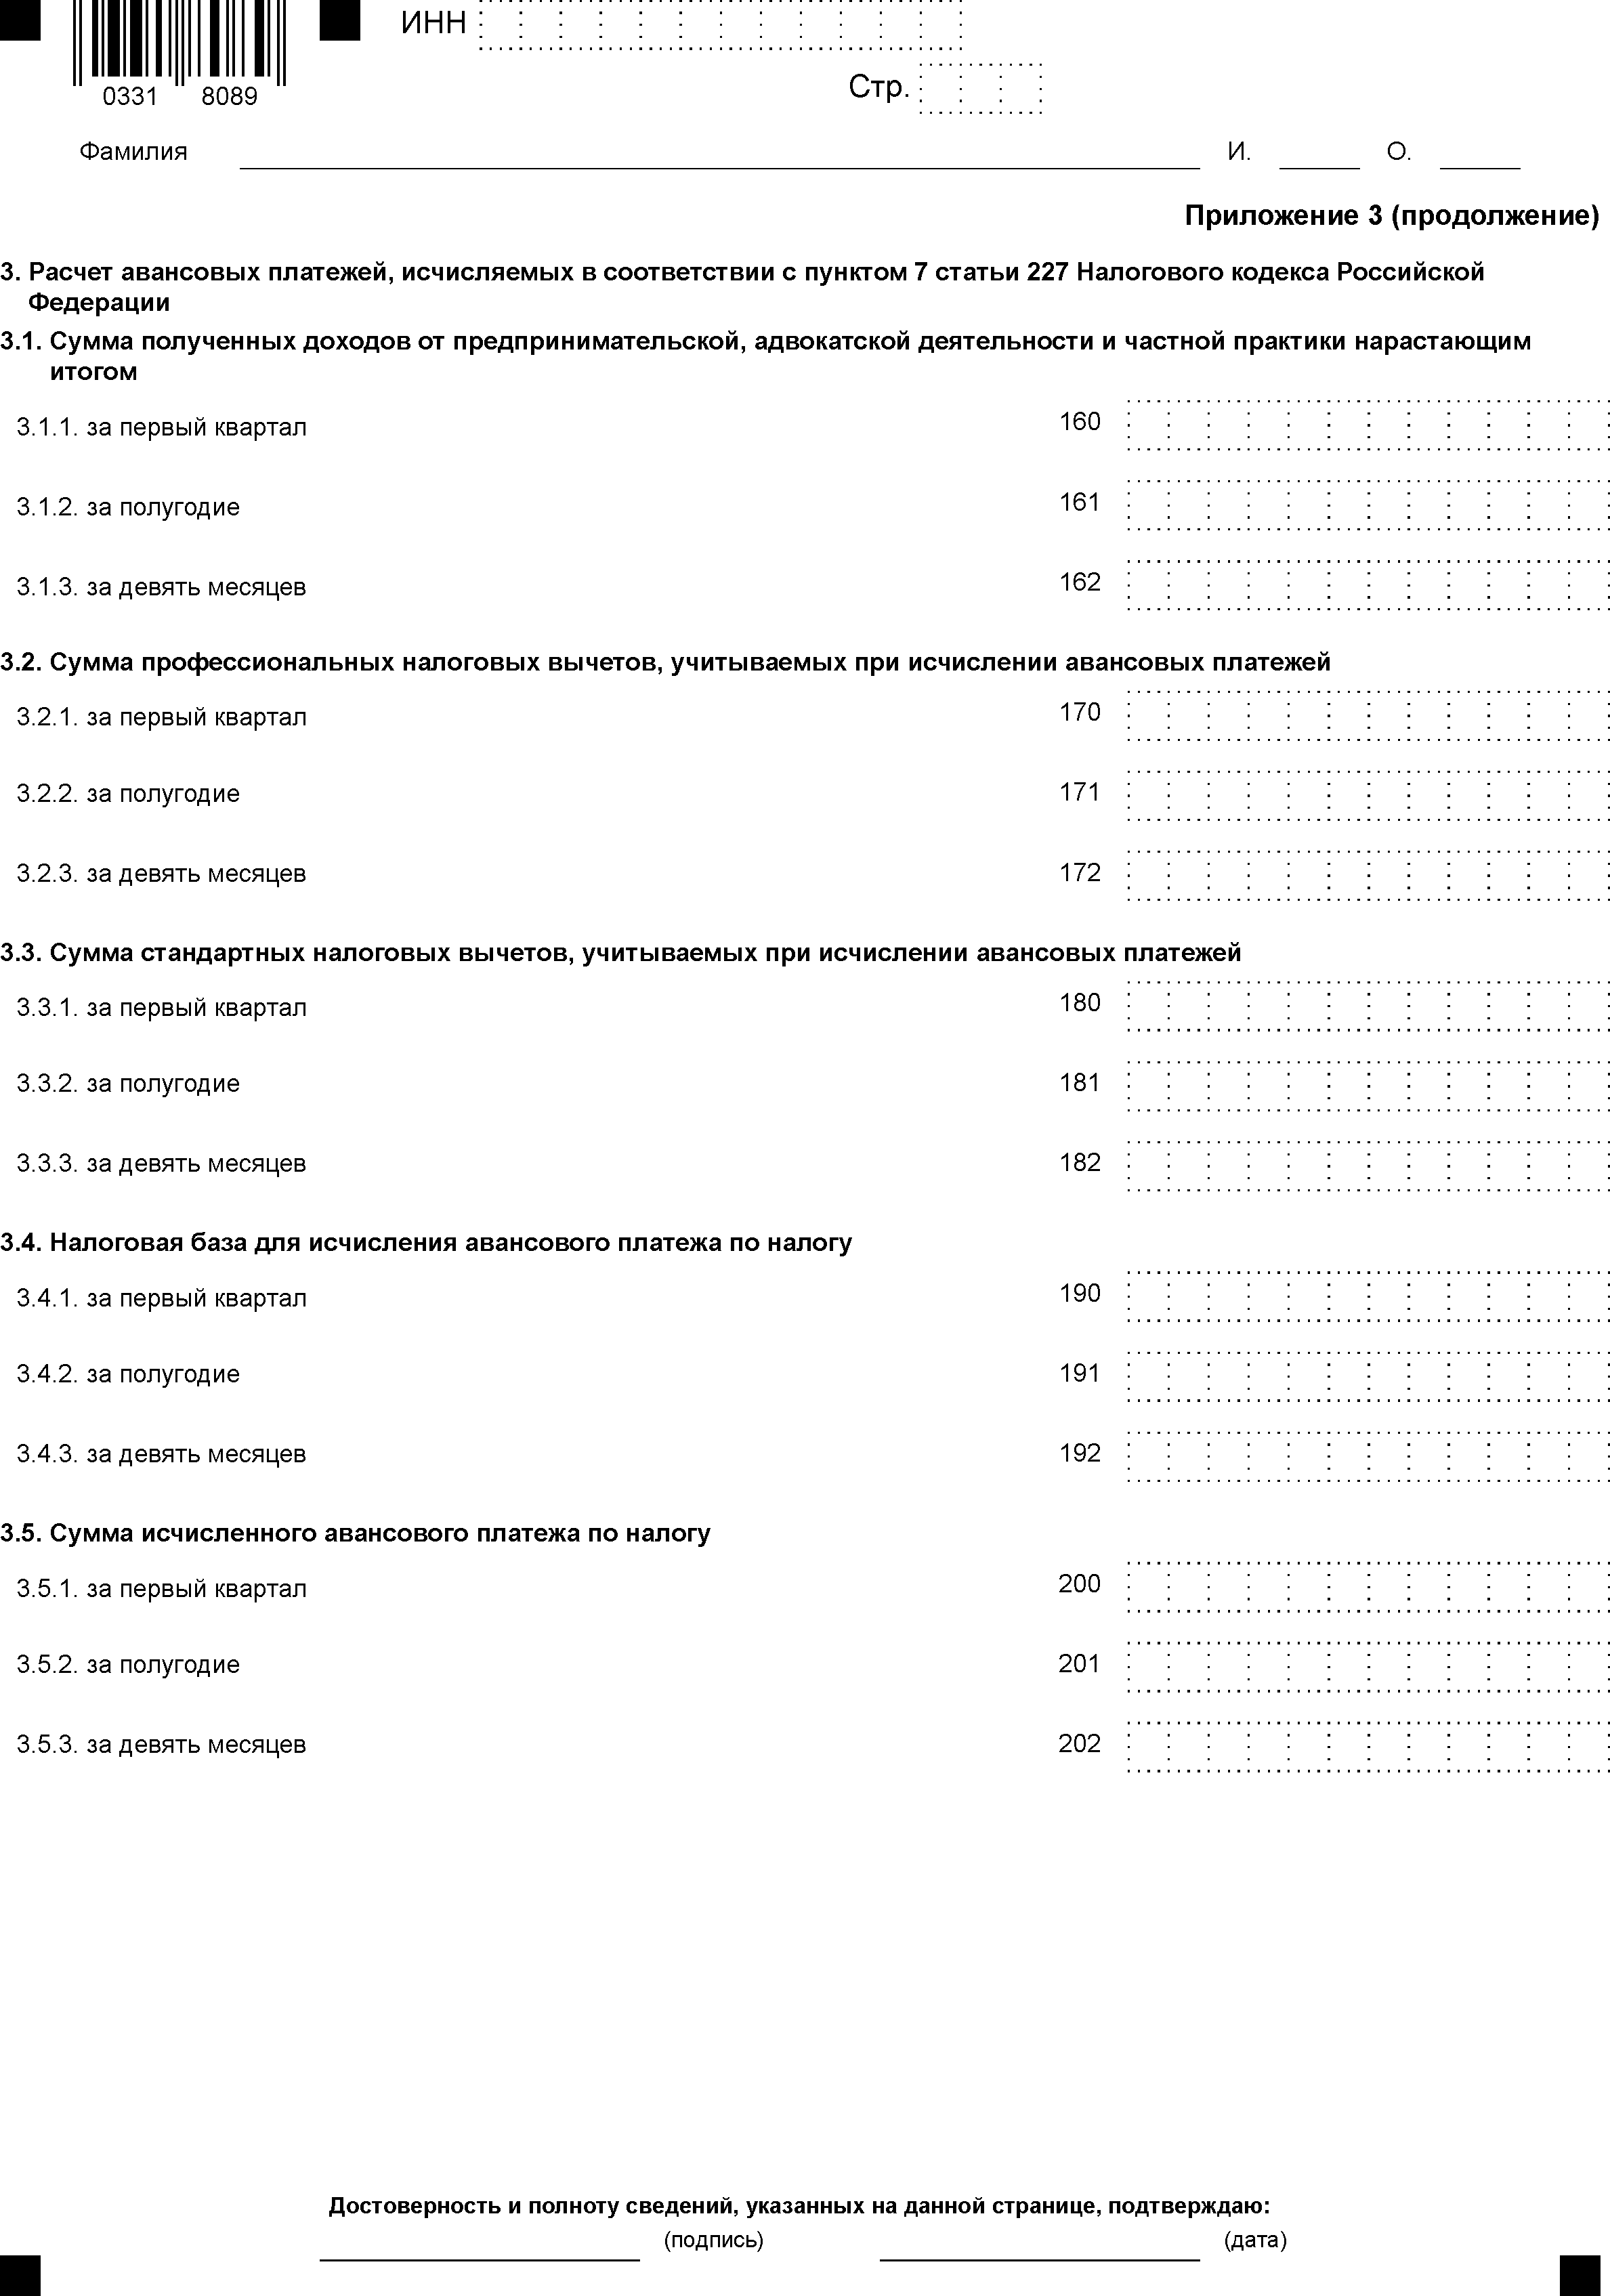 ИНН
Стр.
0331 8089
Фамилия И. О.
Приложение 3 (продолжение)
3. Расчет авансовых платежей, исчисляемых в соответствии с пунктом 7 статьи 227 Налогового кодекса Российской
Федерации
3.1. Сумма полученных доходов от предпринимательской, адвокатской деятельности и частной практики нарастающим
итогом
3.1.1. за первый квартал 160
3.1.2. за полугодие 161
3.1.3. за девять месяцев 162
3.2. Сумма профессиональных налоговых вычетов, учитываемых при исчислении авансовых платежей
3.2.1. за первый квартал 170
3.2.2. за полугодие 171
3.2.3. за девять месяцев 172
3.3. Сумма стандартных налоговых вычетов, учитываемых при исчислении авансовых платежей
3.3.1. за первый квартал 180
3.3.2. за полугодие 181
3.3.3. за девять месяцев 182
3.4. Налоговая база для исчисления авансового платежа по налогу
3.4.1. за первый квартал 190
3.4.2. за полугодие 191
3.4.3. за девять месяцев 192
3.5. Сумма исчисленного авансового платежа по налогу
3.5.1. за первый квартал 200
3.5.2. за полугодие 201
3.5.3. за девять месяцев 202
Достоверность и полноту сведений, указанных на данной странице, подтверждаю:
(подпись) (дата)